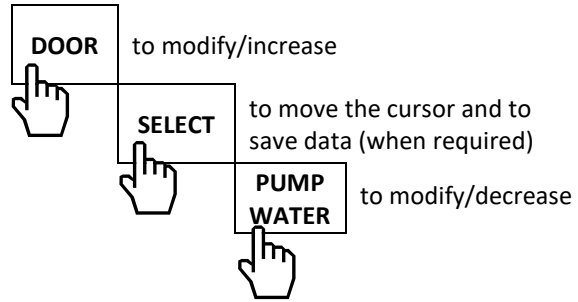 DOOR
to modify/increase
SELECT
to move the cursor and to
save data (when required)
PUMP
WATER
to modify/decrease